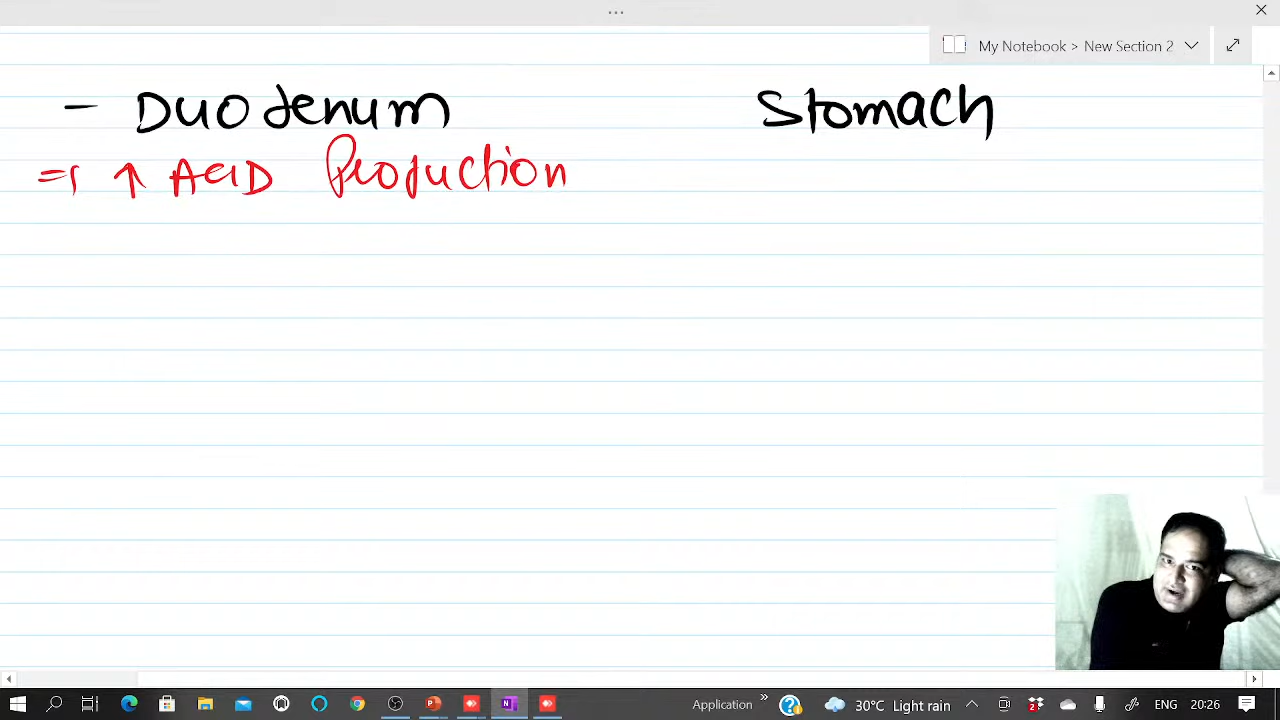 ...
My Notebook > New Section 2
- Duodenum Stomach
=> ↑ ACID Production
Application
30°C Light rain
ENG
20:26